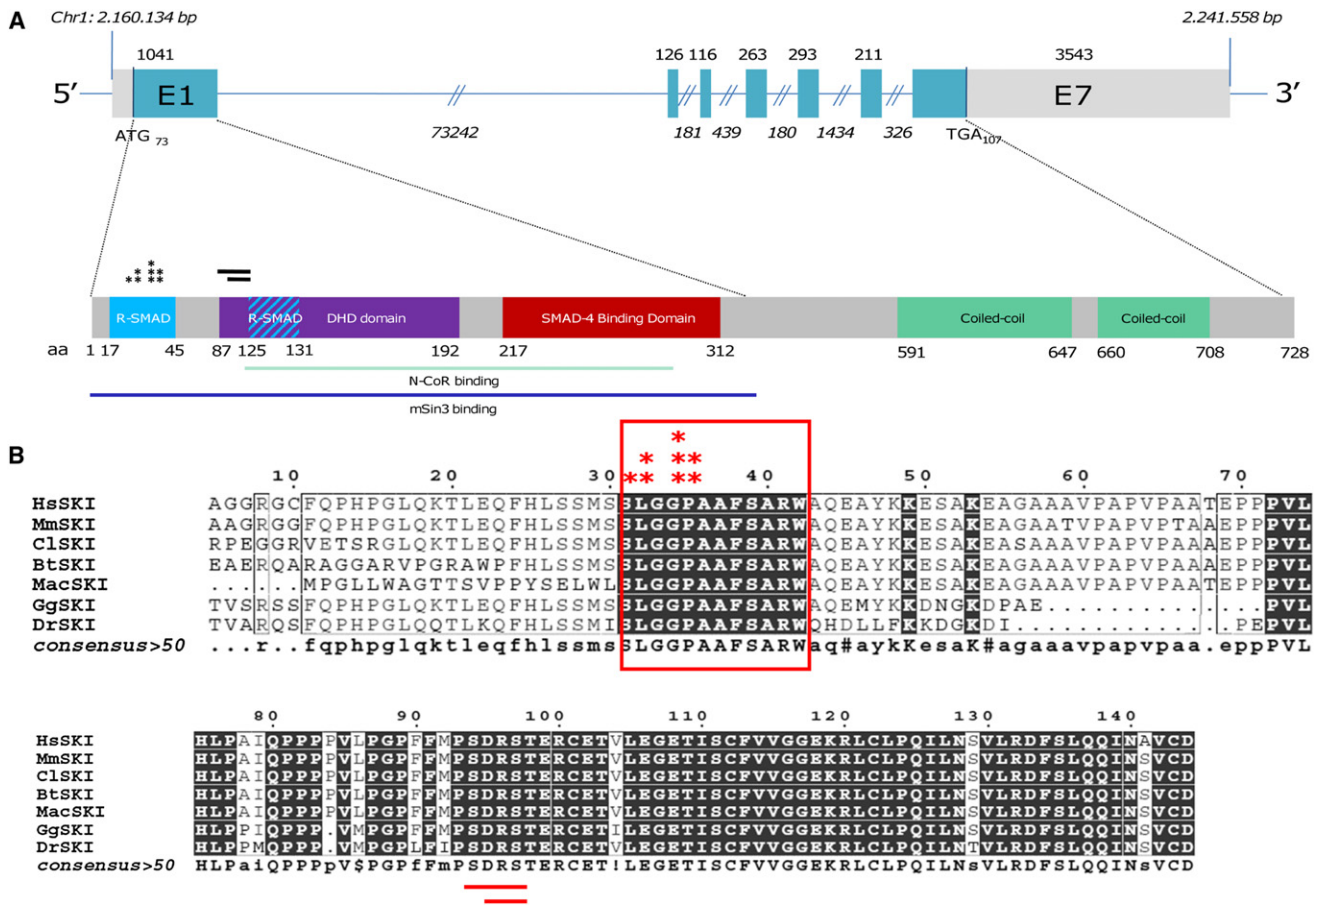 A
Chr1: 2.160.134 bp
2.241.558 bp
1041
126 116 263 293 211
3543
5′
E1
E7
3′
ATG 73
73242
181 439 180 1434 326
TGA107
* * * * * * * *
R-SMAD
R-SMAD
DHD domain
SMAD-4 Binding Domain
Coiled-coil
Coiled-coil
aa 1 17 45 87 125 131 192 217 312 591 647 660 708 728
N-CoR binding
mSin3 binding
B
*
* **
** **
10 20 30 40 50 60 70
HsSKI AGGRGCFQPHPGLQKTLEQFHLSSMSSLGGPAAFSARWAQEAYKKESAKEAGAAAVPAPVPAATEPPPVL
MmSKI AAGRGGFQPHPGLQKTLEQFHLSSMSSLGGPAAFSARWAQEAYKKESAKEAGAATVPAPVPTAAEPPPVL
ClSKI RPEGGRVETSRGLQKTLEQFHLSSMSSLGGPAAFSARWAQEAYKKESAKEASAAAVPAPVPAAAEPPPVL
BtSKI EAERQARAGGARVPGRAWPFHLSSMSSLGGPAAFSARWAQEAYKKESAKEAGAAAVPAPVPAAAEPPPVL
MacSKI ......MPGLLWAGTTSVPPYSELWLSLGGPAAFSARWAQEAYKKESAKEAGAAAVPAPVPAATEPPPVL
GgSKI TVSRSSFQPHPGLQKTLEQFHLSSMSSLGGPAAFSARWAQEMYKKDNGKDPAE..............PVL
DrSKI TVARQSFQPHPGLQKTLKQFHLSSMISLGGPAAFSARWAQHDLLFKKDGKDI..............PEPVL
consensus>50 ...r..fqphpglqktleqfhlssmsSLGGPAAFSARWaq#aykKesaK#agaaavpapvpaa.eppPVL
80 90 100 110 120 130 140
HsSKI HLPAIQPPPPVLPGPFFMPSDRSTERCETVLEGETISCFVVGGEKRLCLPQILNSVLRDFSLQQINAVCD
MmSKI HLPAIQPPPPVLPGPFFMPSDRSTERCETVLEGETISCFVVGGEKRLCLPQILNSVLRDFSLQQINSVCD
ClSKI HLPAIQPPPPVLPGPFFMPSDRSTERCETVLEGETISCFVVGGEKRLCLPQILNSVLRDFSLQQINSVCD
BtSKI HLPAIQPPPPVLPGPFFMPSDRSTERCETVLEGETISCFVVGGEKRLCLPQILNSVLRDFSLQQINSVCD
MacSKI HLPAIQPPPPVLPGPFFMPSDRSTERCETVLEGETISCFVVGGEKRLCLPQILNSVLRDFSLQQINSVCD
GgSKI HLPPIQPPP.VMPGPFFMPSDRSTERCETILEGETISCFVVGGEKRLCLPQILNSVLRDFSLQQINSVCD
DrSKI HLPPMQPPP.VMPGPLFIPSDRSTERCETVLEGETISCFVVGGEKRLCLPQILNTVLRDFSLQQINSVCD
consensus>50 HLPaiQPPPpV$PGPfFmPSDRSTERCET!LEGETISCFVVGGEKRLCLPQILNsVLRDFSLQQINsVCD